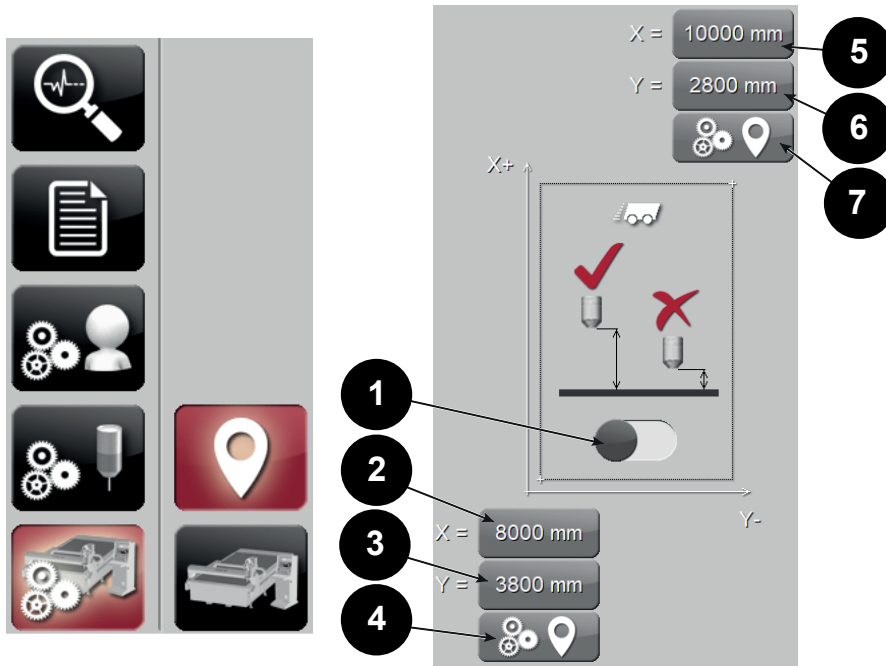 X = 10000 mm
5
Y = 2800 mm
6
7
X+
1
2
Y-
X = 8000 mm
3
Y = 3800 mm
4